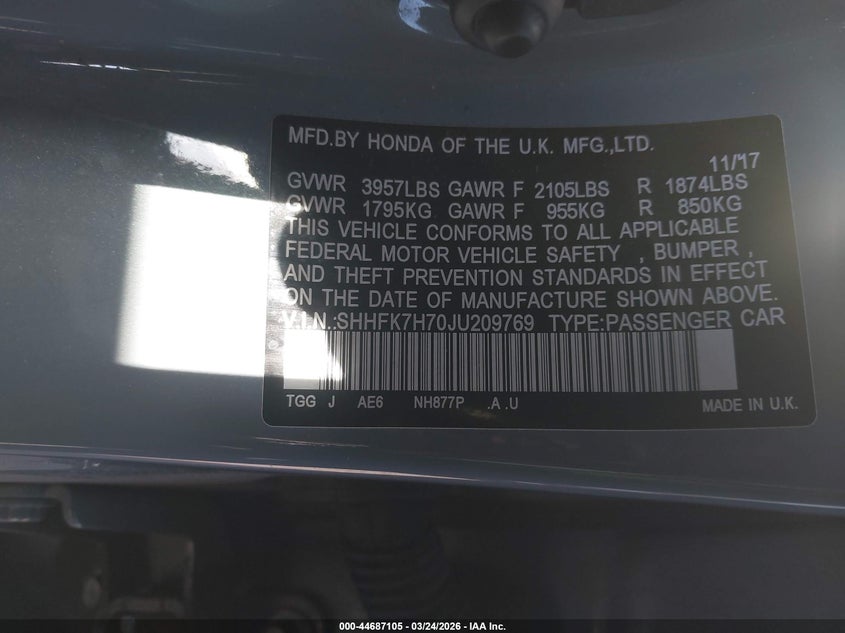 MFD.BY HONDA OF THE U.K. MFG.,LTD.
11/17
GVWR 3957LBS GAWR F 2105LBS R 1874LBS
GVWR 1795KG GAWR F 955KG R 850KG
THIS VEHICLE CONFORMS TO ALL APPLICABLE
FEDERAL MOTOR VEHICLE SAFETY , BUMPER ,
AND THEFT PREVENTION STANDARDS IN EFFECT
ON THE DATE OF MANUFACTURE SHOWN ABOVE.
V.I.N.:SHHFK7H70JU209769 TYPE:PASSENGER CAR
TGG J AE6 NH877P .A .U MADE IN U.K.
000-44687105 - 03/24/2026 - IAA Inc.